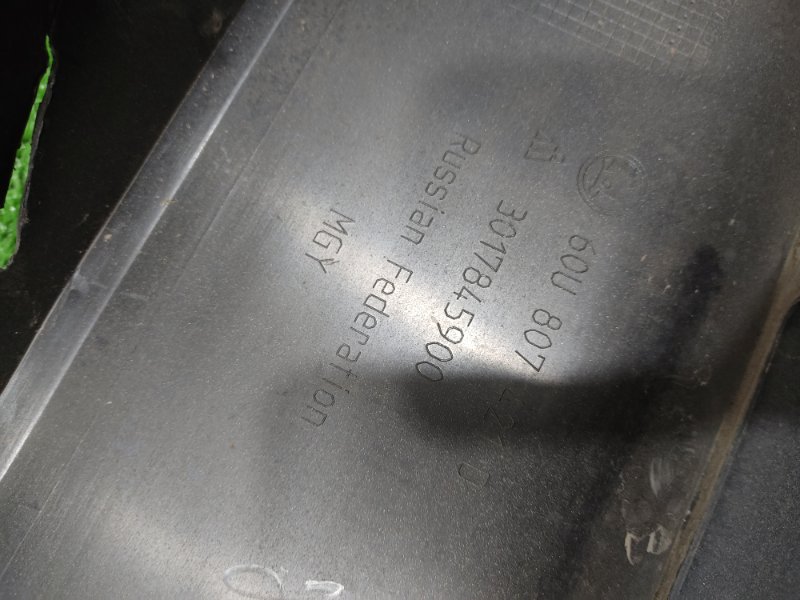 60U 807
3017845900
Russian Federation
MGY